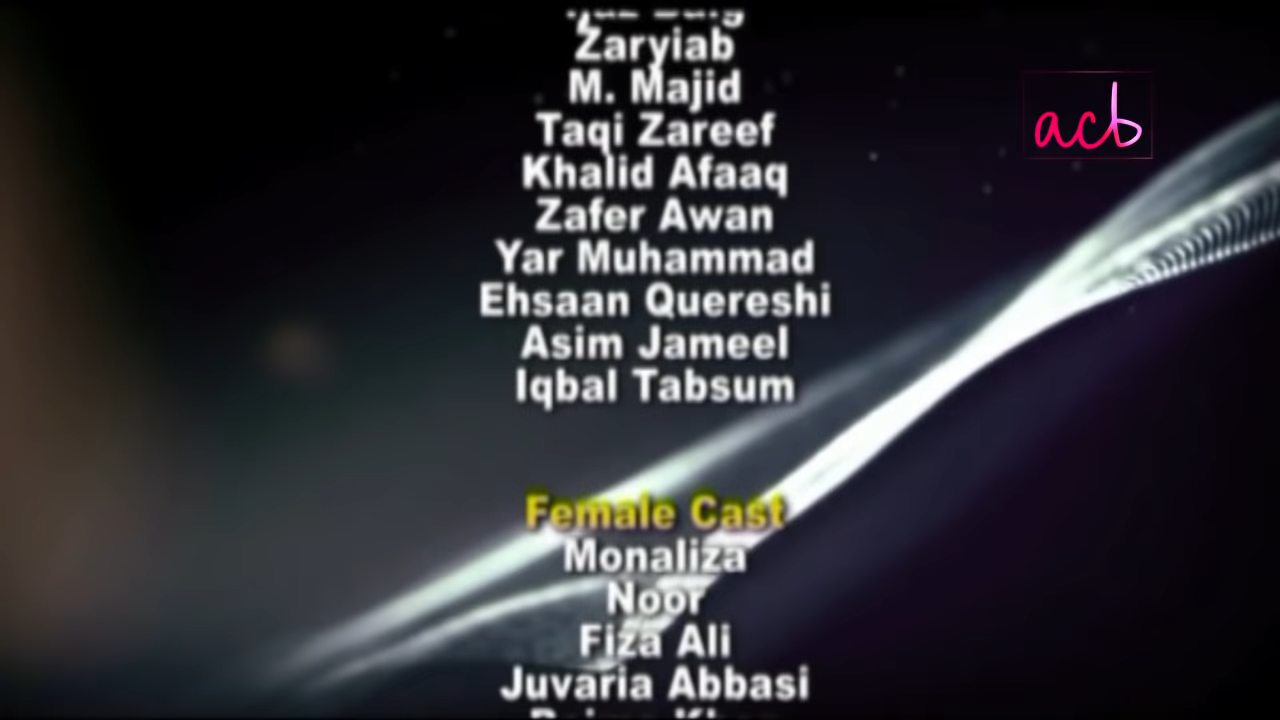 Zaryiab
M. Majid
acb
Taqi Zareef
Khalid Afaaq
Zafer Awan
Yar Muhammad
Ehsaan Quereshi
Asim Jameel
Iqbal Tabsum
Female Cast
Monaliza
Noor
Fiza Ali
Juvaria Abbasi